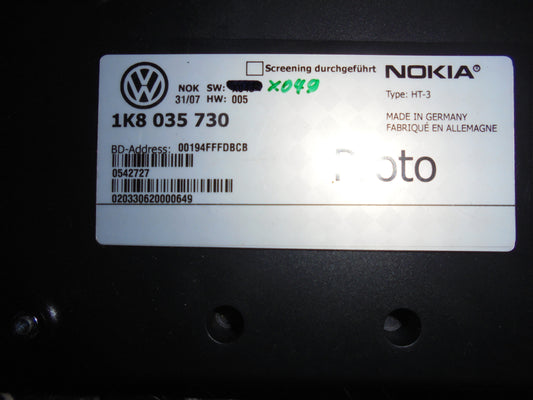 Screening durchgeführt
NOKIA
NOK SW: X049
31/07 HW: 005
Type: HT-3
1K8 035 730
MADE IN GERMANY
FABRIQUÉ EN ALLEMAGNE
BD-Address: 00194FFFDBCB
0542727
Proto
020330620000649